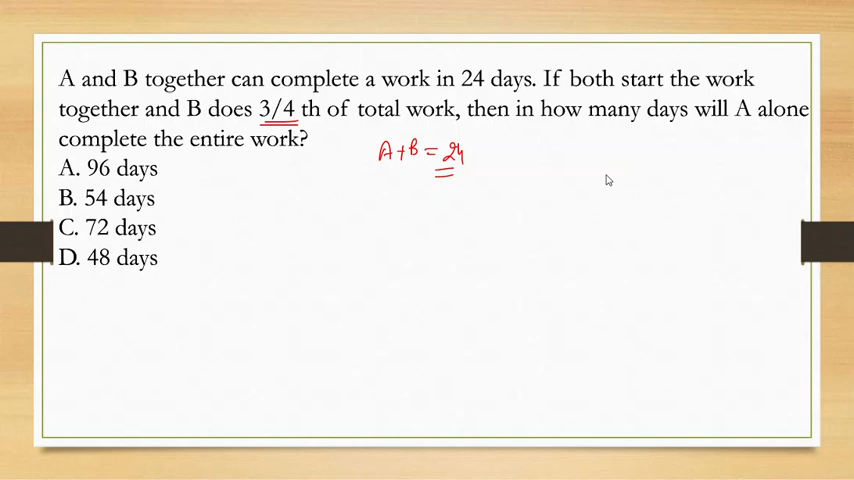 A and B together can complete a work in 24 days. If both start the work
together and B does 3/4 th of total work, then in how many days will A alone
complete the entire work?
A+B = 24
A. 96 days
B. 54 days
C. 72 days
D. 48 days